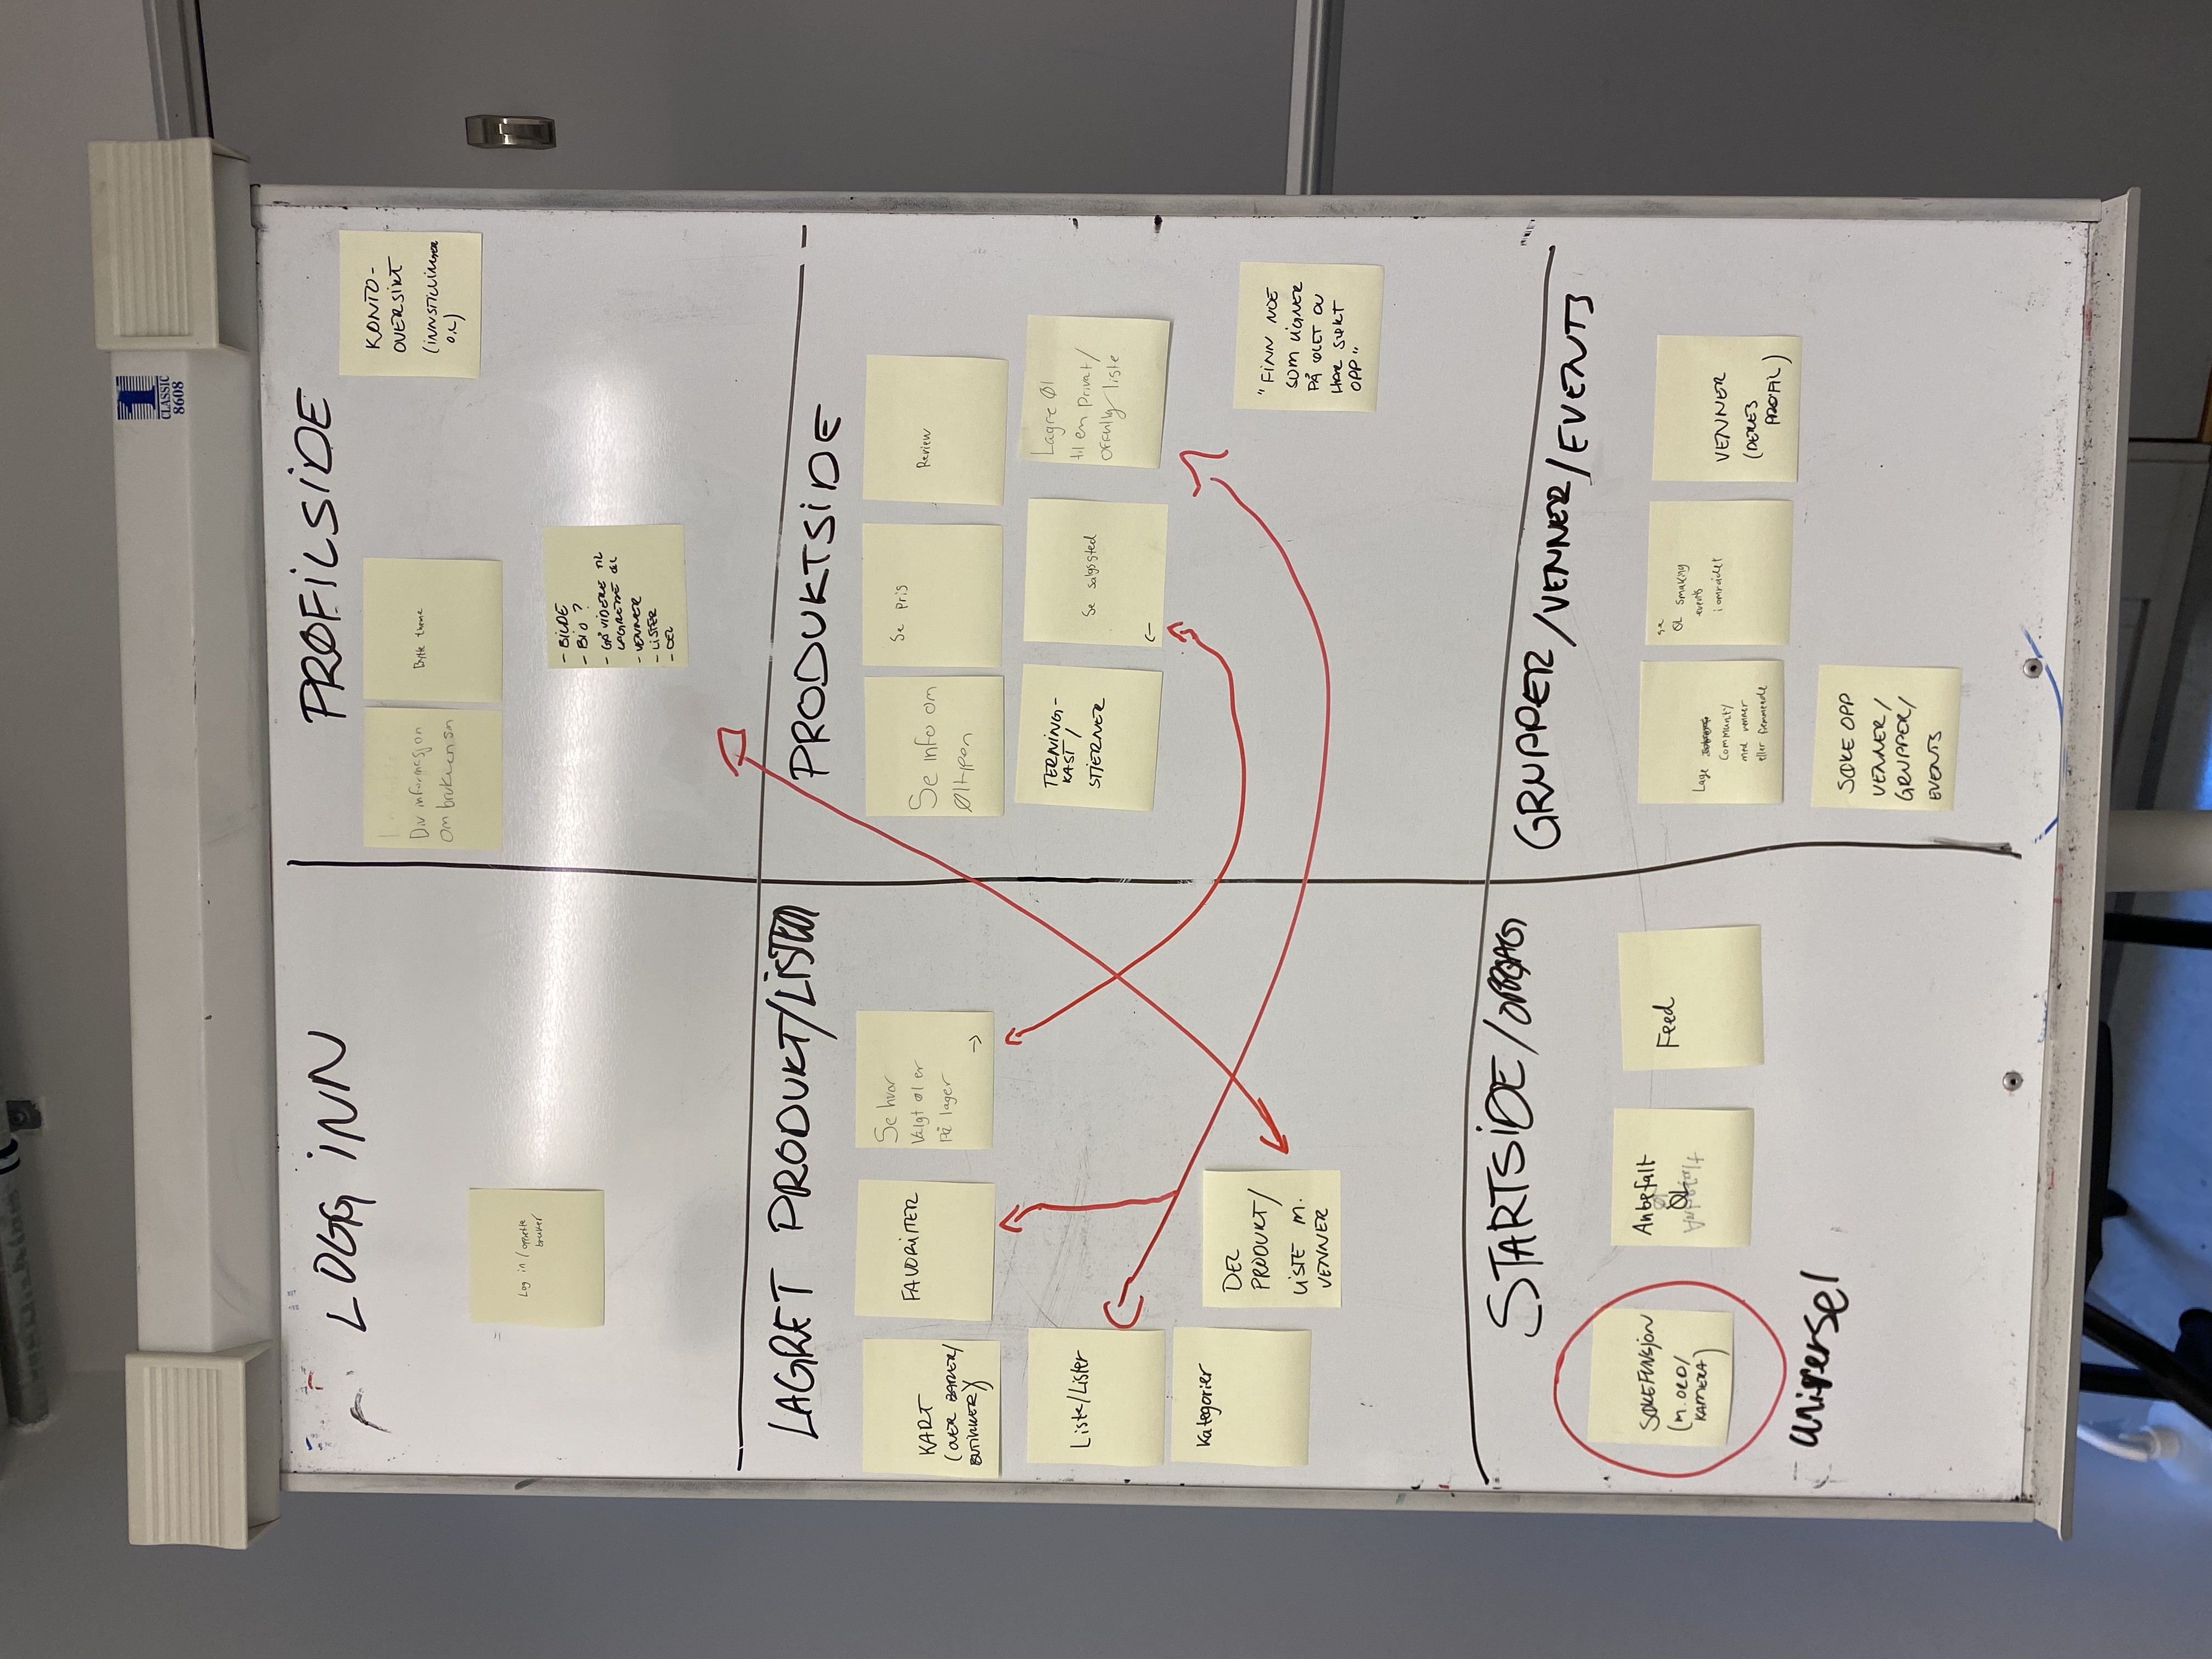 1
CLASSIC
8608
LOGG INN
Log in / opprette
bruker
PROFILSIDE
Div informasjon
om brukeren sin
Bytte theme
KONTO-
OVERSIKT
(INNSTILLINGER
O.L)
- BILDE
- BIO?
- GÅ VIDERE TIL
LAGREDE ØL
- VENNER
- LISTER
- DEL
LAGRET PRODUKT/LISTER
KART
(OVER BARER/
BUTIKKER)
FAVORITTER
Se hvor
Valgt øl er
På lager
→
Liste/Lister
Kategorier
DEL
PRODUKT/
LISTE M.
VENNER
PRODUKTSIDE
Se info om
Øltypen
Se pris
Review
TERNING-
KAST/
STJERNER
Se salgssted
←
Lagre Øl
til en privat/
offentlig liste
"FINN NOE
SOM LIGNER
PÅ ØLET DU
HAR SØKT
OPP"
STARTSIDE/OPPDAG
SØKEFUNSJON
(M. ORD/
KAMERA)
universel
Anbefalt
ØL
Feed
GRUPPER/VENNER/EVENTS
Lage
Community
med venner
eller fremmede
se
ØL smaking
events
i området
VENNER
(DERES
PROFIL)
SØKE OPP
VENNER/
GRUPPER/
EVENTS